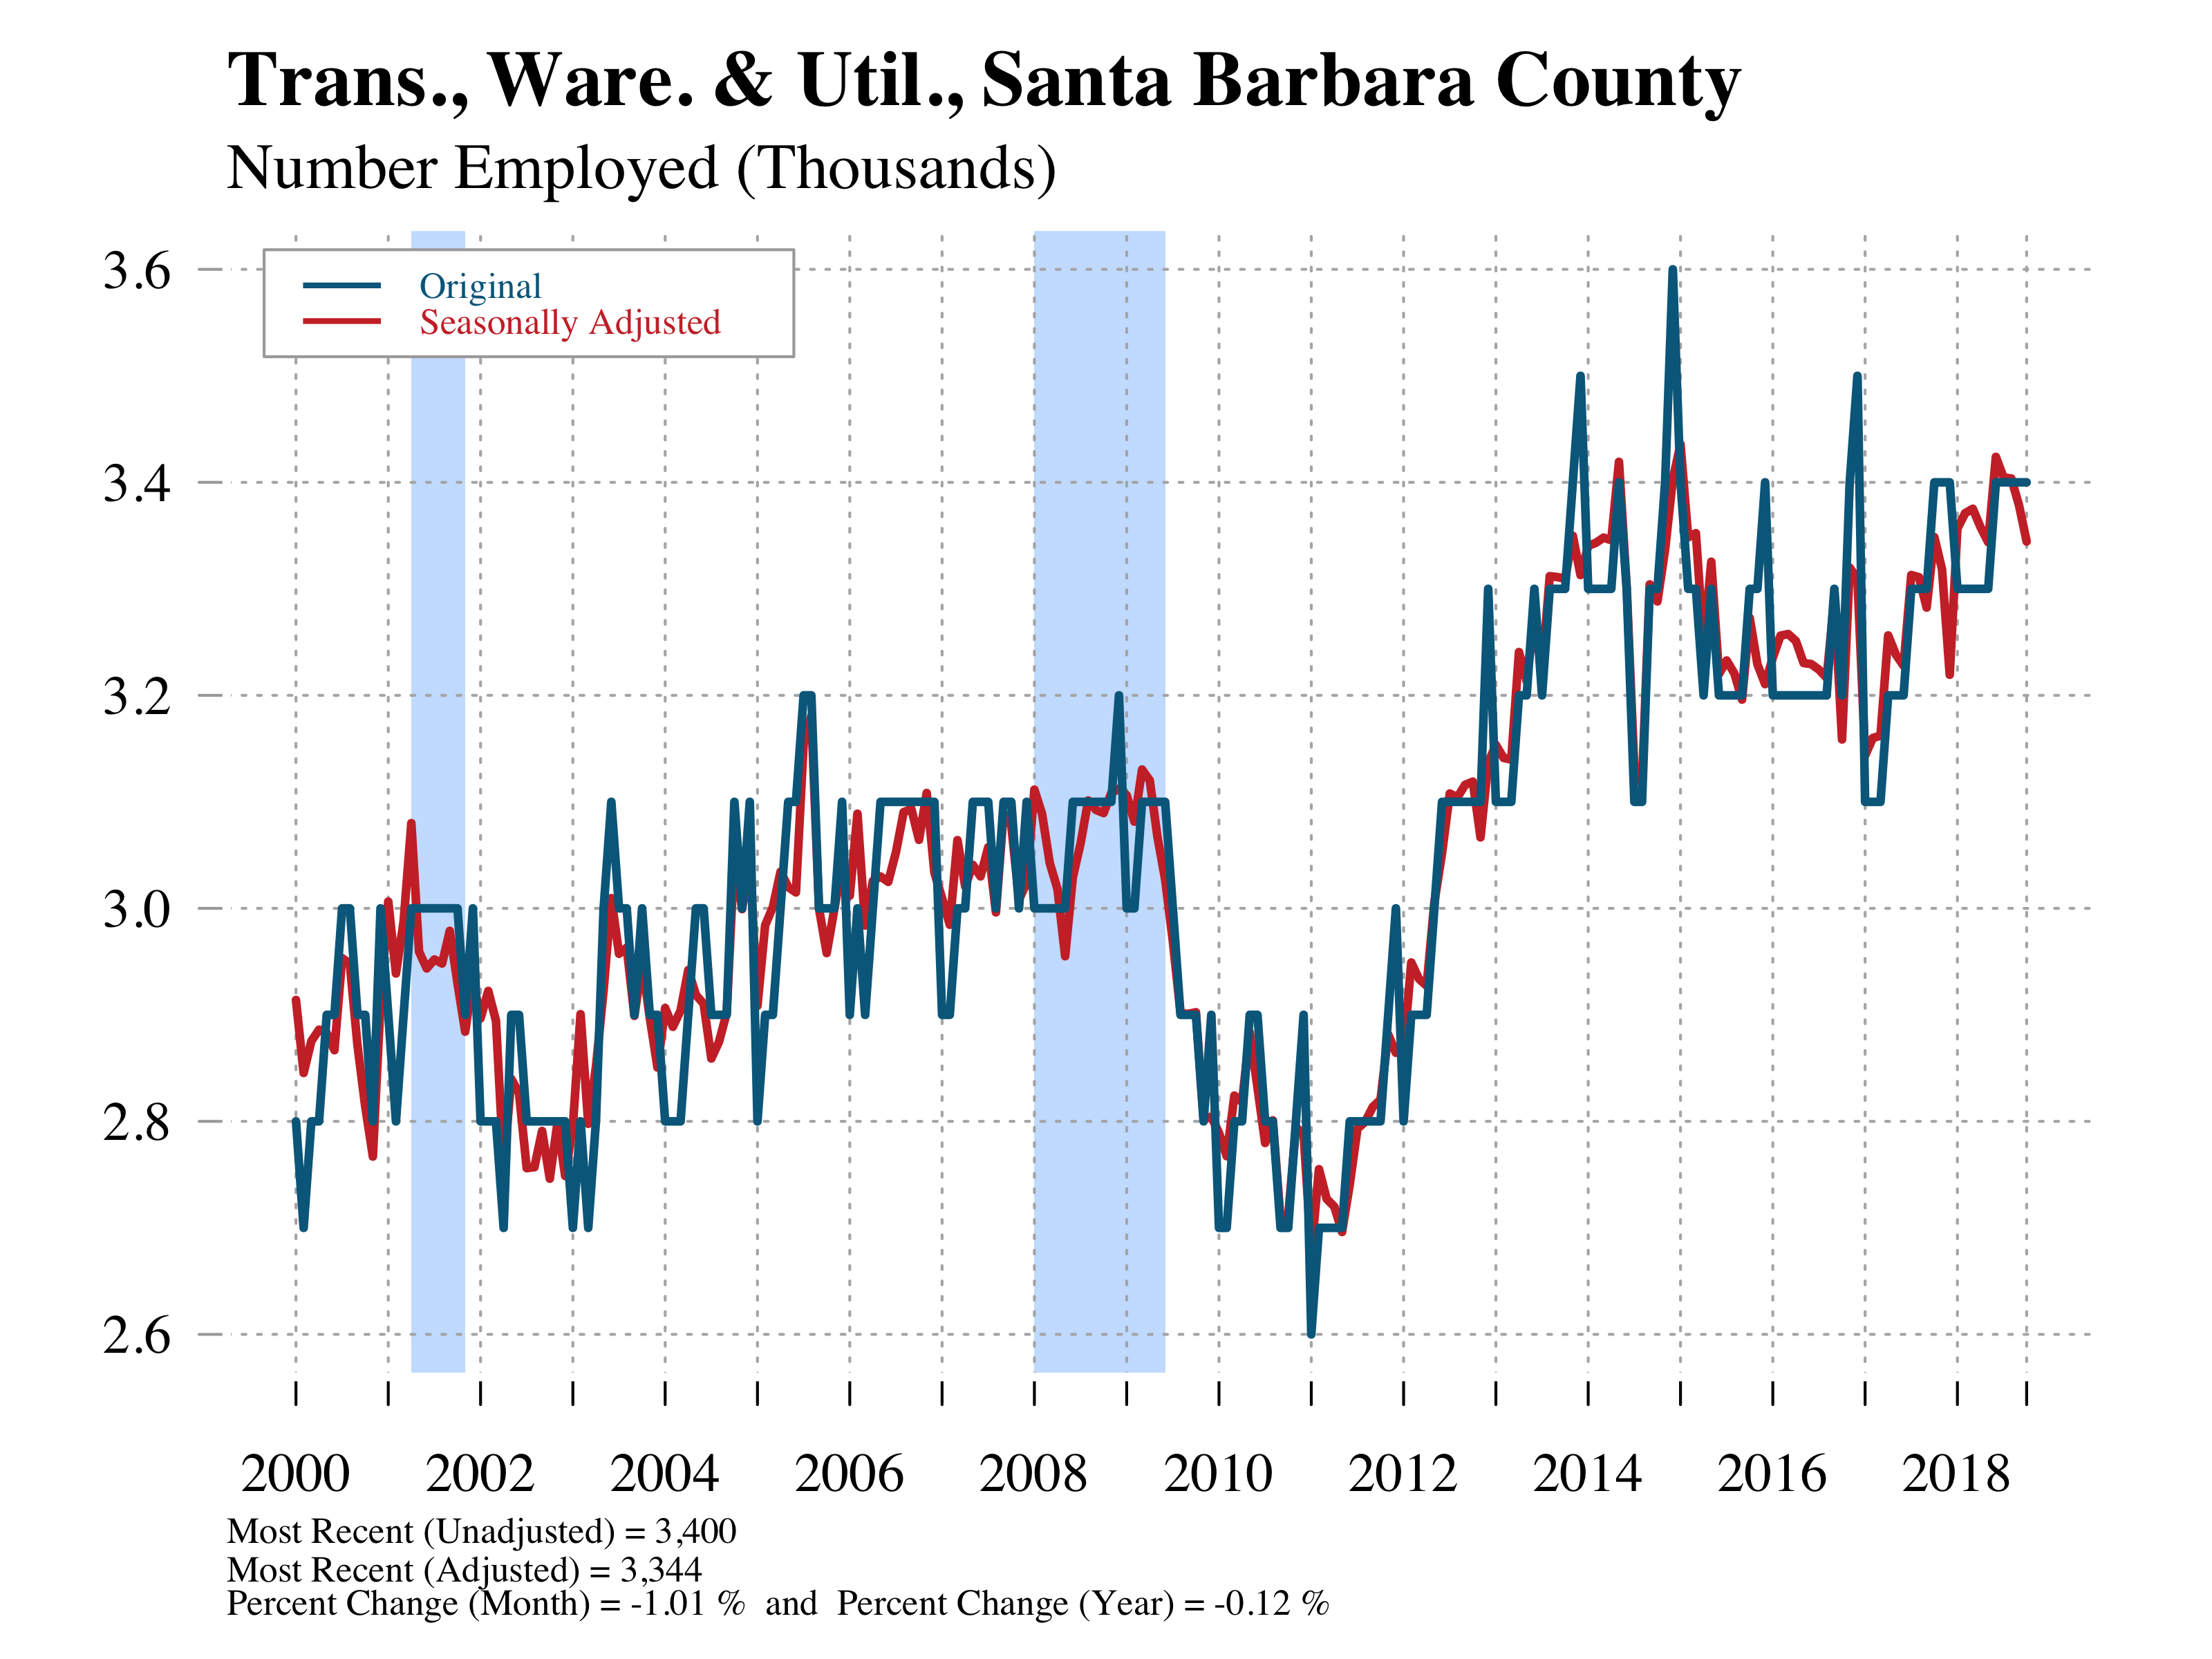 Trans., Ware. & Util., Santa Barbara County
Number Employed (Thousands)
Original
Seasonally Adjusted
3.6
3.4
3.2
3.0
2.8
2.6
2000 2002 2004 2006 2008 2010 2012 2014 2016 2018
Most Recent (Unadjusted) = 3,400
Most Recent (Adjusted) = 3,344
Percent Change (Month) = -1.01 % and Percent Change (Year) = -0.12 %